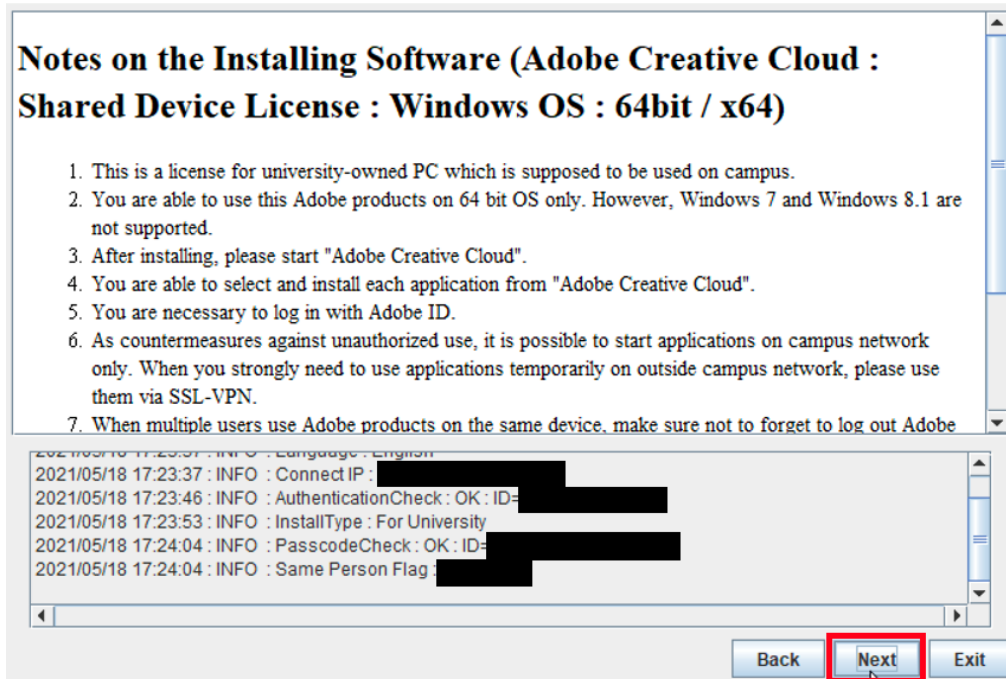 Notes on the Installing Software (Adobe Creative Cloud :
Shared Device License : Windows OS : 64bit / x64)
1. This is a license for university-owned PC which is supposed to be used on campus.
2. You are able to use this Adobe products on 64 bit OS only. However, Windows 7 and Windows 8.1 are
not supported.
3. After installing, please start "Adobe Creative Cloud".
4. You are able to select and install each application from "Adobe Creative Cloud".
5. You are necessary to log in with Adobe ID.
6. As countermeasures against unauthorized use, it is possible to start applications on campus network
only. When you strongly need to use applications temporarily on outside campus network, please use
them via SSL-VPN.
7. When multiple users use Adobe products on the same device, make sure not to forget to log out Adobe
2021/05/18 17:23:37 : INFO : Language : English
2021/05/18 17:23:37 : INFO : Connect IP :
2021/05/18 17:23:46 : INFO : AuthenticationCheck : OK : ID=
2021/05/18 17:23:53 : INFO : InstallType : For University
2021/05/18 17:24:04 : INFO : PasscodeCheck : OK : ID=
2021/05/18 17:24:04 : INFO : Same Person Flag :
Back Next Exit